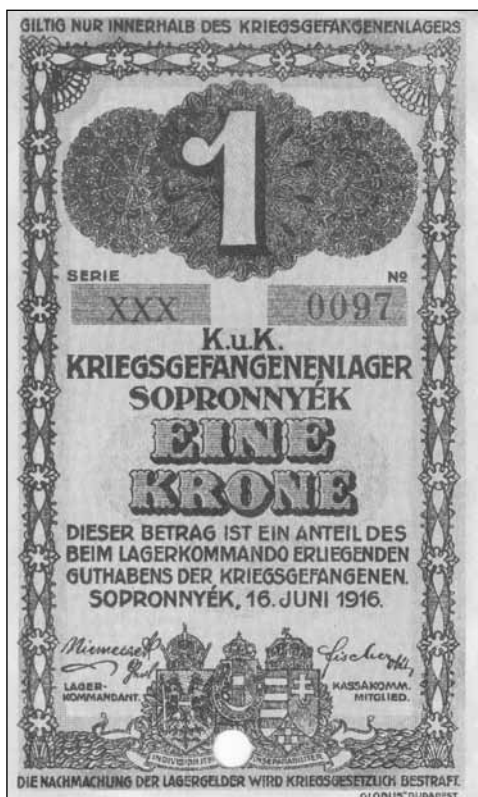 GILTIG NUR INNERHALB DES KRIEGSGEFANGENENLAGERS
1
SERIE No
XXX 0097
K.u.K.
KRIEGSGEFANGENENLAGER
SOPRONNYÉK
EINE
KRONE
DIESER BETRAG IST EIN ANTEIL DES
BEIM LAGERKOMMANDO ERLIEGENDEN
GUTHABENS DER KRIEGSGEFANGENEN.
SOPRONNYÉK, 16. JUNI 1916.
Fischer
LAGER- KASSAKOMM.
KOMMANDANT. MITGLIED.
DIE NACHMACHUNG DER LAGERGELDER WIRD KRIEGSGESETZLICH BESTRAFT.
GLOBUS BUDAPEST